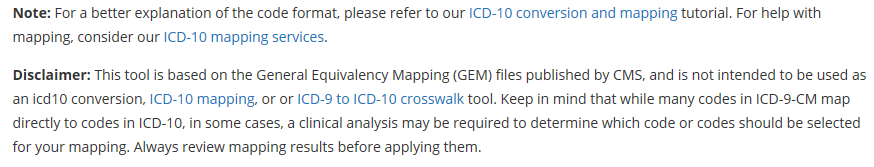 Note: For a better explanation of the code format, please refer to our ICD-10 conversion and mapping tutorial. For help with
mapping, consider our ICD-10 mapping services.
Disclaimer: This tool is based on the General Equivalency Mapping (GEM) files published by CMS, and is not intended to be used as
an icd10 conversion, ICD-10 mapping, or or ICD-9 to ICD-10 crosswalk tool. Keep in mind that while many codes in ICD-9-CM map
directly to codes in ICD-10, in some cases, a clinical analysis may be required to determine which code or codes should be selected
for your mapping. Always review mapping results before applying them.